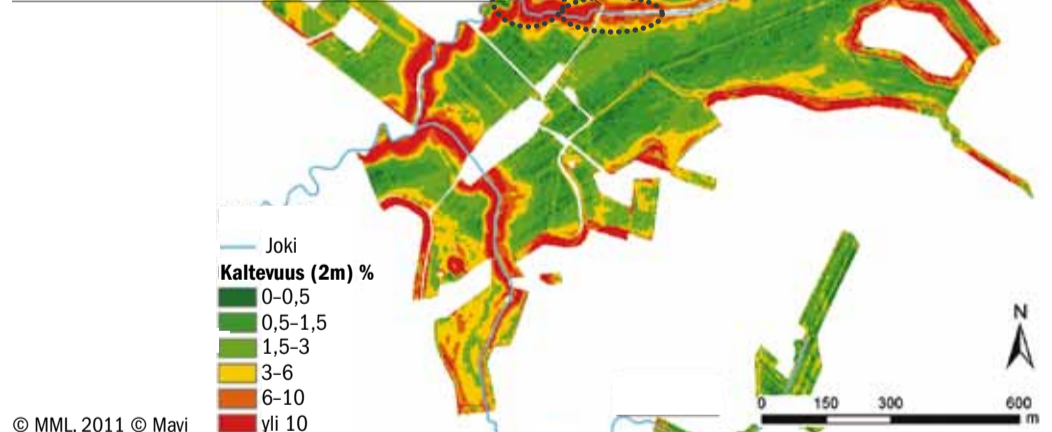 Joki
Kaltevuus (2m) %
0–0,5
0,5–1,5
1,5–3
3–6
6–10
yli 10
© MML, 2011 © Mavi
N
0 150 300 600
m